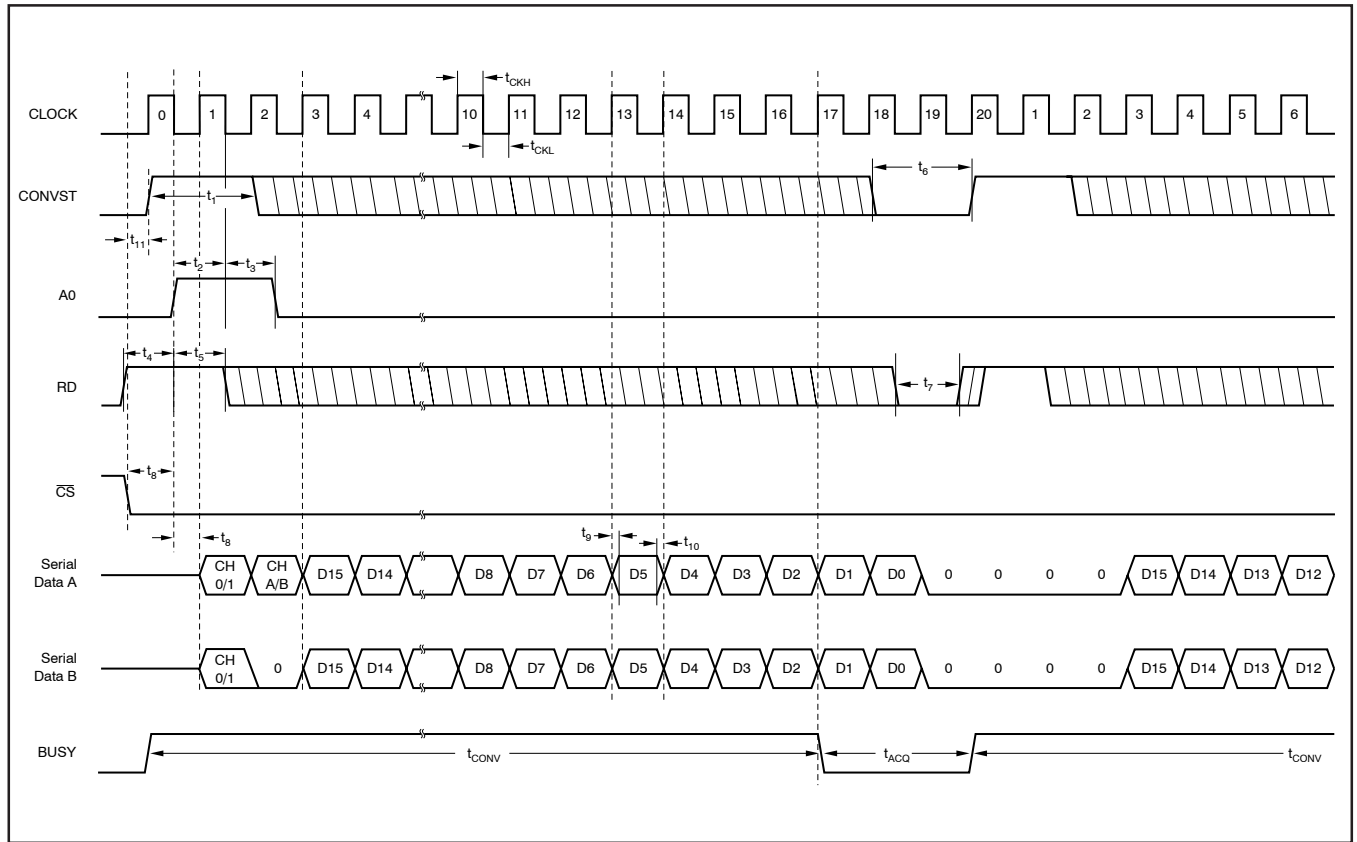 t_CKH
CLOCK 0 1 2 3 4 10 11 12 13 14 15 16 17 18 19 20 1 2 3 4 5 6
t_CKL
CONVST t_1 t_6
t_11
t_2 t_3
A0
t_4 t_5
RD t_7
t_8
CS
t_8 t_9 t_10
Serial Data A CH 0/1 CH A/B D15 D14 D8 D7 D6 D5 D4 D3 D2 D1 D0 0 0 0 0 D15 D14 D13 D12
Serial Data B CH 0/1 0 D15 D14 D8 D7 D6 D5 D4 D3 D2 D1 D0 0 0 0 0 D15 D14 D13 D12
BUSY t_CONV t_ACQ t_CONV